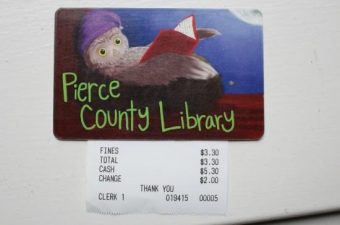 Pierce
County Library
FINES $3.30
TOTAL $3.30
CASH $5.30
CHANGE $2.00
THANK YOU
CLERK 1 019415 00005